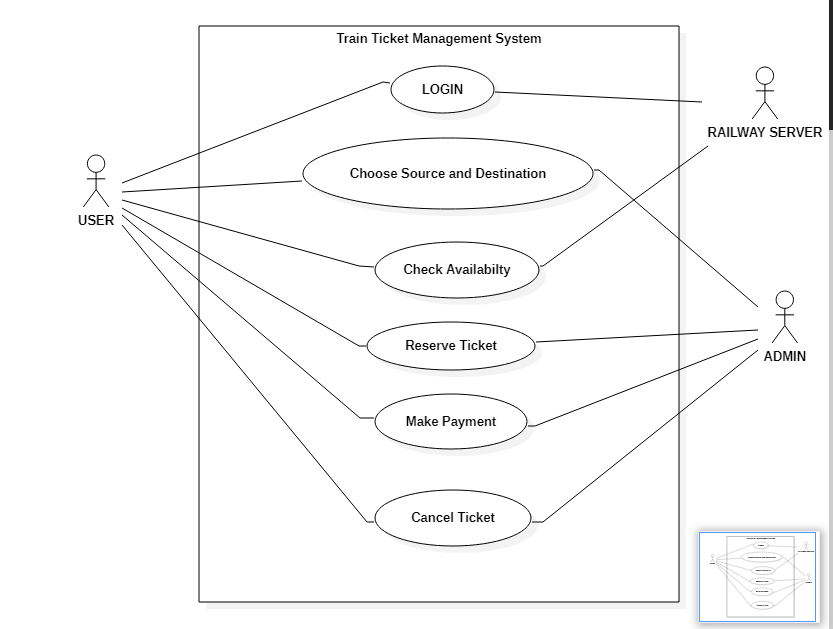 Train Ticket Management System
LOGIN
RAILWAY SERVER
Choose Source and Destination
USER
Check Availabilty
Reserve Ticket
ADMIN
Make Payment
Cancel Ticket